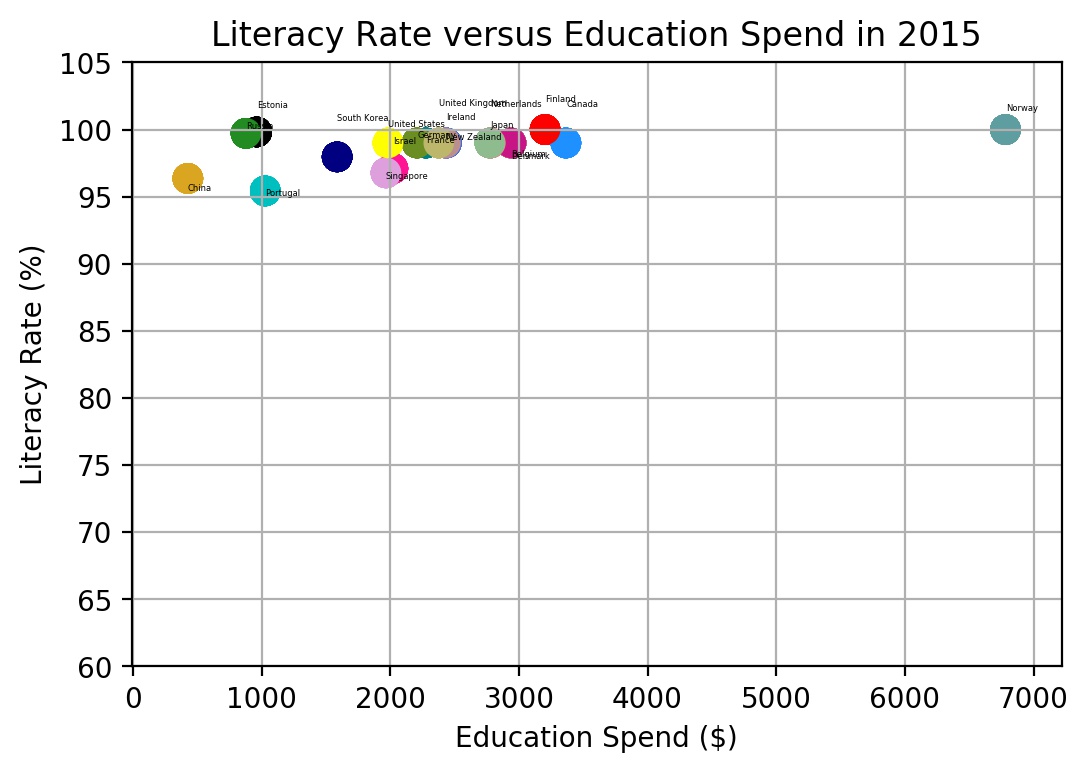 Literacy Rate versus Education Spend in 2015
105
100
95
90
85
80
75
70
65
60
Literacy Rate (%)
Finland
United Kingdom
Netherlands
Canada
Estonia
Norway
South Korea
Ireland
United States
Japan
Russia
Germany
New Zealand
Israel
France
Belgium
Denmark
Singapore
China
Portugal
0
1000
2000
3000
4000
5000
6000
7000
Education Spend ($)